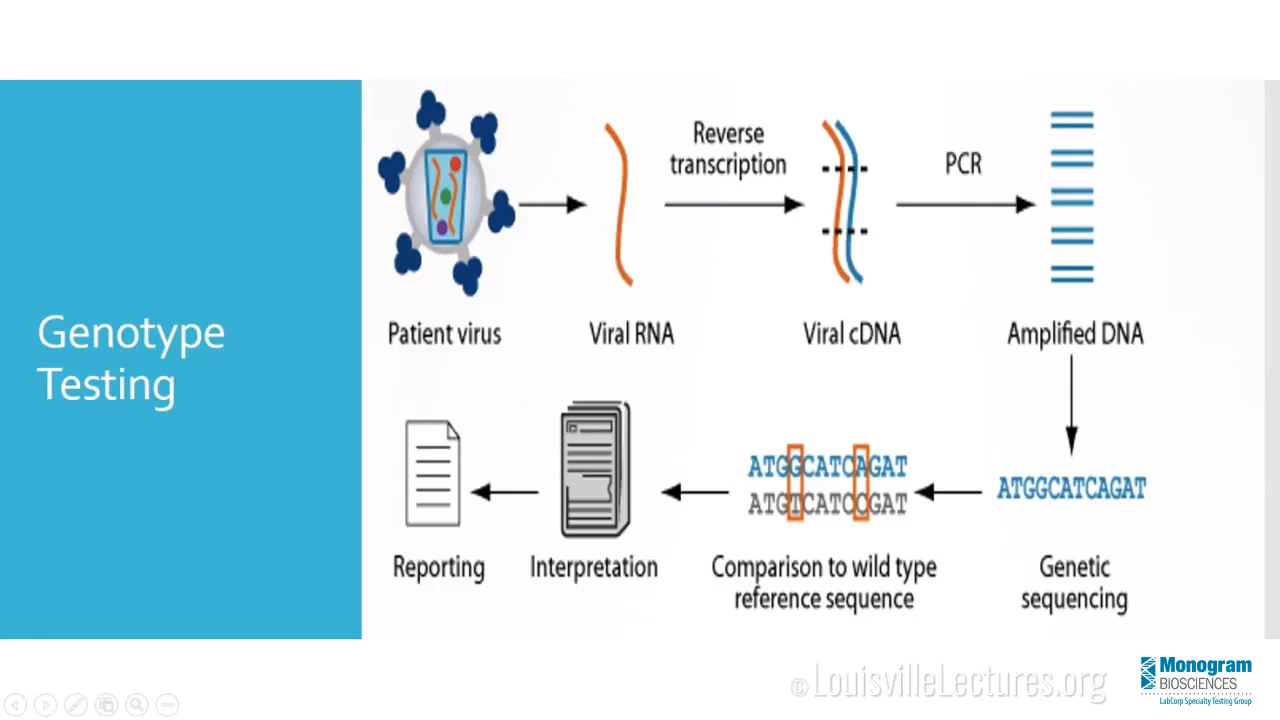 Genotype
Testing
Reverse
transcription
PCR
Patient virus
Viral RNA
Viral cDNA
Amplified DNA
ATGGCATCAGAT
ATGTCATCCGAT
ATGGCATCAGAT
Reporting
Interpretation
Comparison to wild type
reference sequence
Genetic
sequencing
© LouisvilleLectures.org
Monogram
BIOSCIENCES
LabCorp Specialty Testing Group